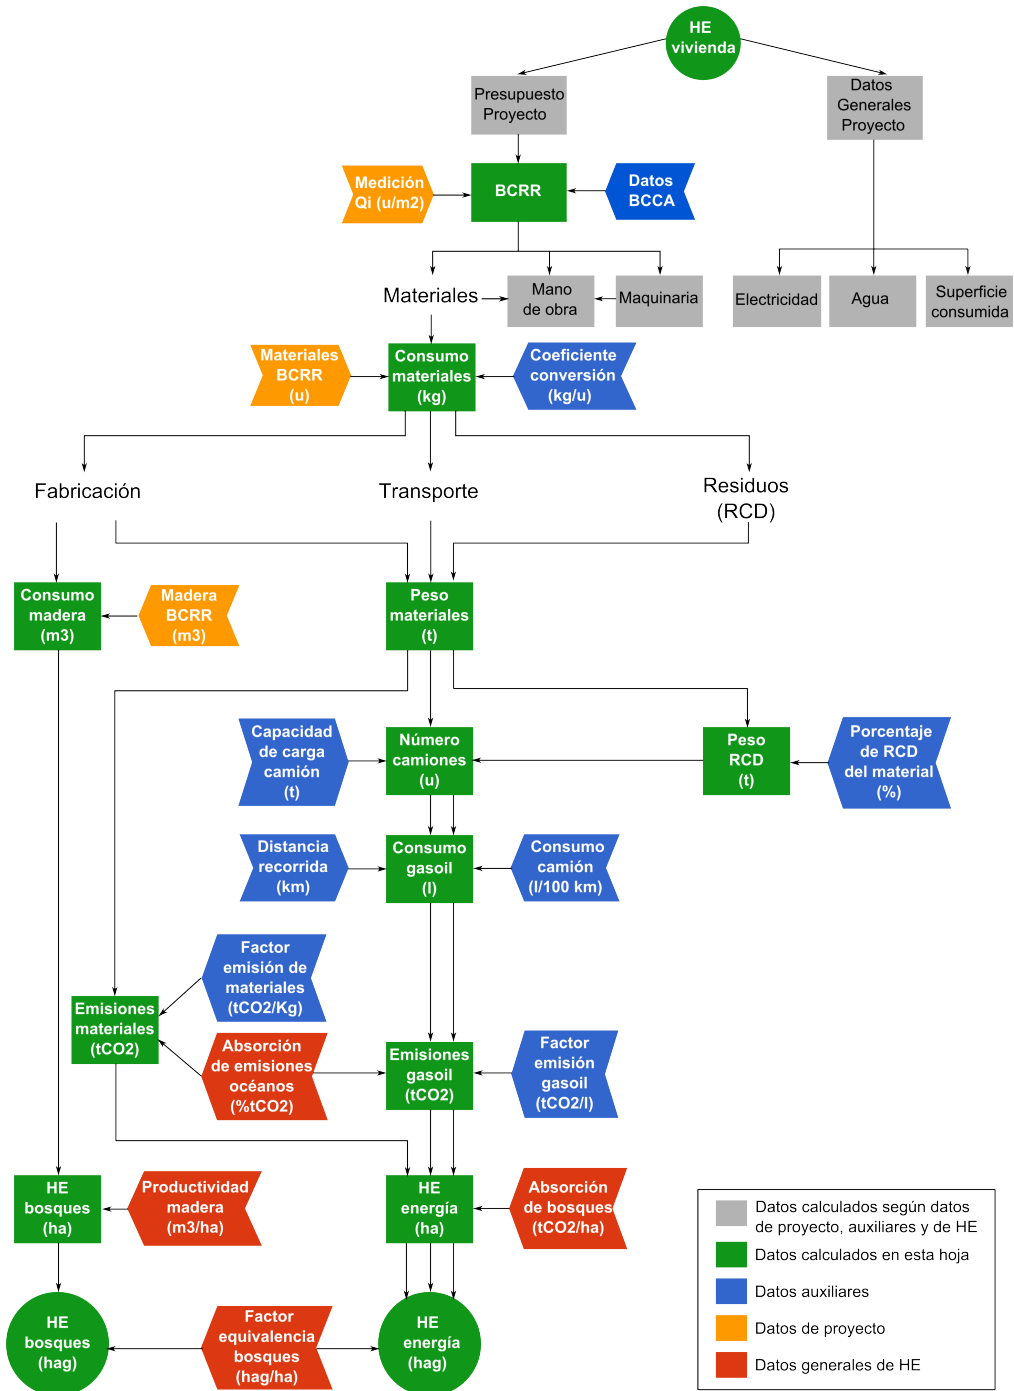 HE
vivienda
Presupuesto
Proyecto
Datos
Generales
Proyecto
Medición
Qi (u/m2)
BCRR
Datos
BCCA
Materiales
Mano
de obra
Maquinaria
Electricidad
Agua
Superficie
consumida
Materiales
BCRR
(u)
Consumo
materiales
(kg)
Coeficiente
conversión
(kg/u)
Fabricación
Transporte
Residuos
(RCD)
Consumo
madera
(m3)
Madera
BCRR
(m3)
Peso
materiales
(t)
Capacidad
de carga
camión
(t)
Número
camiones
(u)
Peso
RCD
(t)
Porcentaje
de RCD
del material
(%)
Distancia
recorrida
(km)
Consumo
gasoil
(l)
Consumo
camión
(l/100 km)
Factor
emisión de
materiales
(tCO2/Kg)
Emisiones
materiales
(tCO2)
Absorción
de emisiones
océanos
(%tCO2)
Emisiones
gasoil
(tCO2)
Factor
emisión
gasoil
(tCO2/l)
HE
bosques
(ha)
Productividad
madera
(m3/ha)
HE
energía
(ha)
Absorción
de bosques
(tCO2/ha)
HE
bosques
(hag)
Factor
equivalencia
bosques
(hag/ha)
HE
energía
(hag)
Datos calculados según datos
de proyecto, auxiliares y de HE
Datos calculados en esta hoja
Datos auxiliares
Datos de proyecto
Datos generales de HE